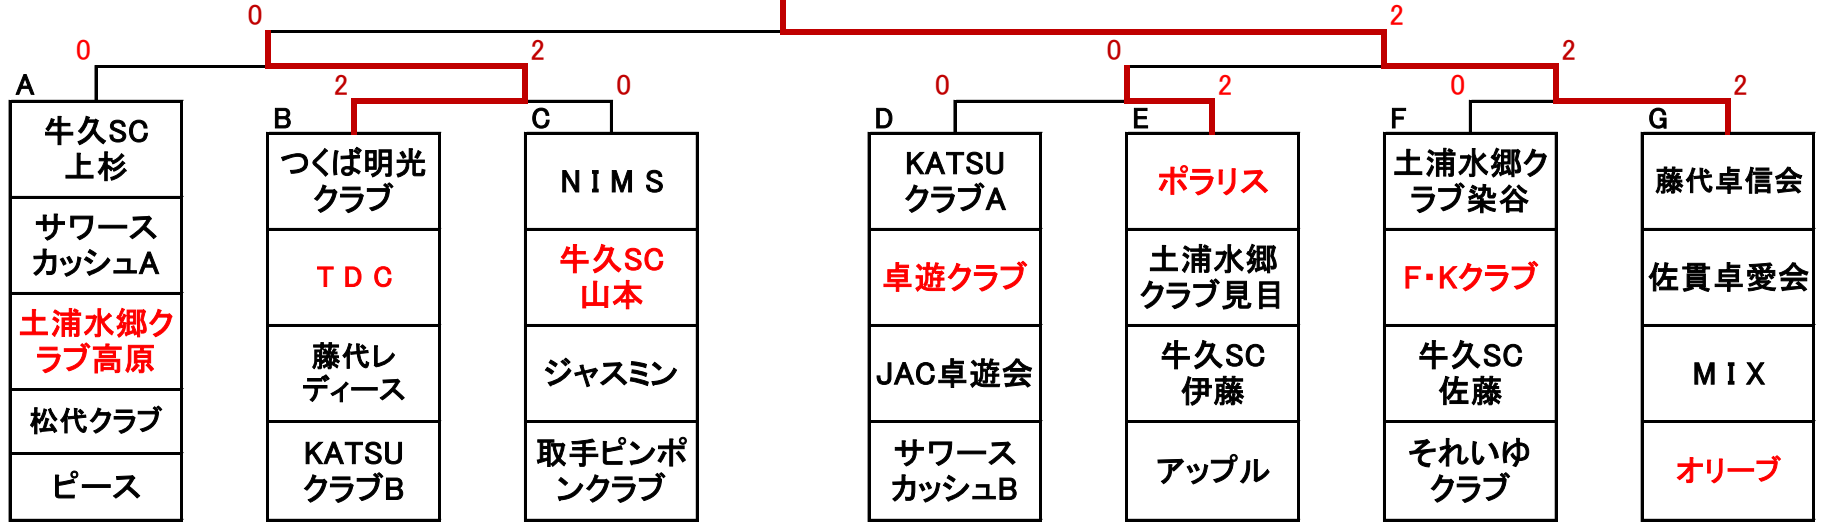 0
2
0
2
0
2
2
0
0
2
0
2
A
B
C
D
E
F
G
牛久SC
上杉
サワース
カッシュA
土浦水郷ク
ラブ高原
松代クラブ
ピース
つくば明光
クラブ
TDC
藤代レ
ディース
KATSU
クラブB
NIMS
牛久SC
山本
ジャスミン
取手ピンポ
ンクラブ
KATSU
クラブA
卓遊クラブ
JAC卓遊会
サワース
カッシュB
ポラリス
土浦水郷
クラブ見目
牛久SC
伊藤
アップル
土浦水郷ク
ラブ染谷
F・Kクラブ
牛久SC
佐藤
それいゆ
クラブ
藤代卓信会
佐貫卓愛会
MIX
オリーブ